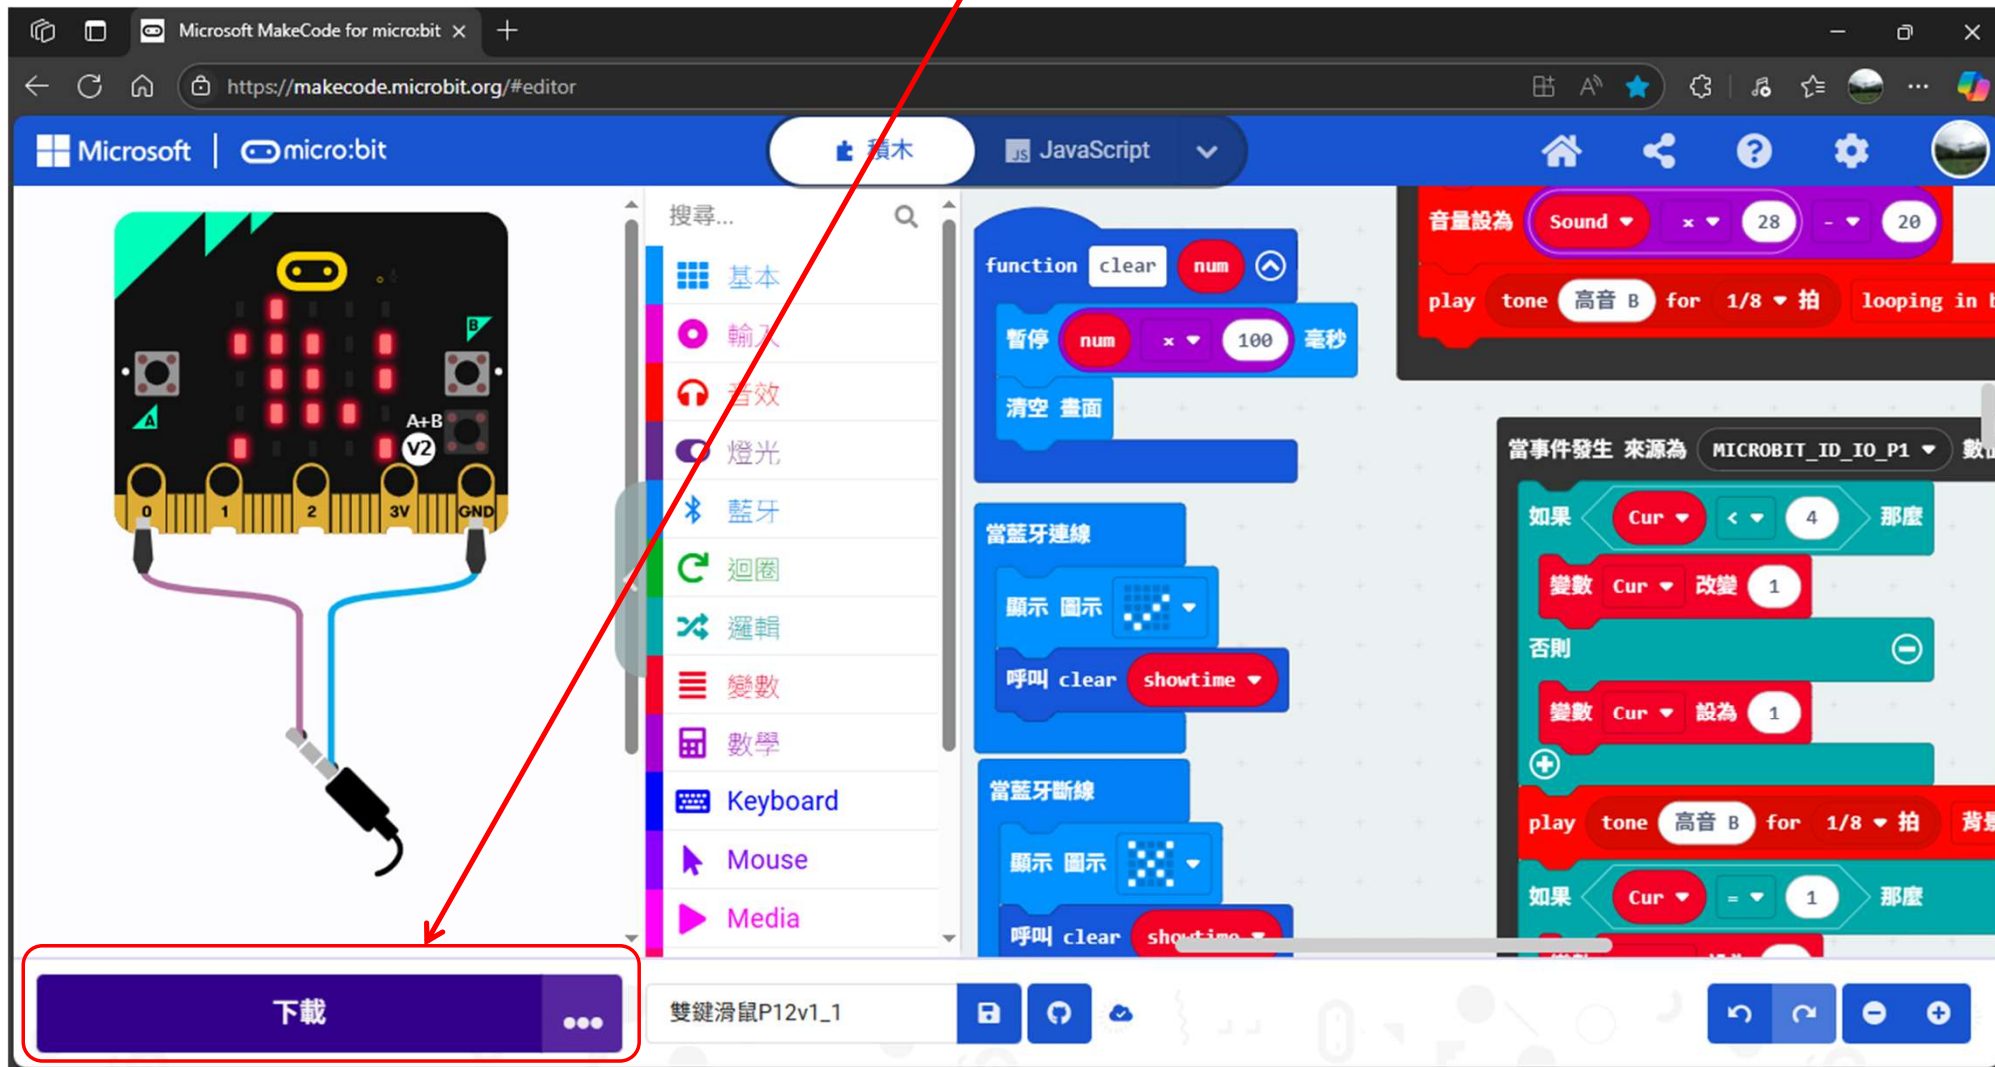 Microsoft MakeCode for micro:bit
https://makecode.microbit.org/#editor
Microsoft
micro:bit
積木
JS JavaScript
B
A
A+B
V2
0 1 2 3V GND
搜尋...
基本
輸入
音效
燈光
藍牙
迴圈
邏輯
變數
數學
Keyboard
Mouse
Media
function clear num
暫停 num × 100 毫秒
清空 畫面
當藍牙連線
顯示 圖示
呼叫 clear showtime
當藍牙斷線
顯示 圖示
呼叫 clear showtime
音量設為 Sound × 28 - 20
play tone 高音 B for 1/8 拍 looping in
當事件發生 來源為 MICROBIT_ID_IO_P1
如果 Cur < 4 那麼
變數 Cur 改變 1
否則
變數 Cur 設為 1
play tone 高音 B for 1/8 拍
如果 Cur = 1 那麼
下載
雙鍵滑鼠P12v1_1